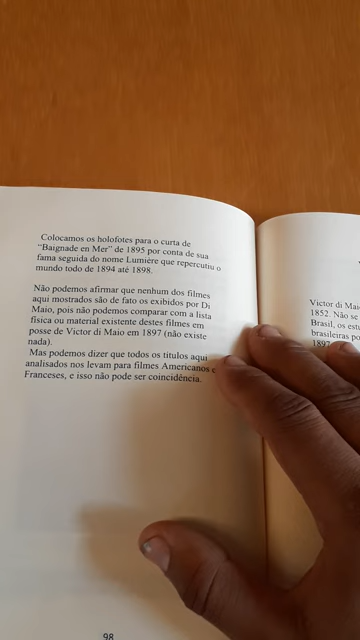 Colocamos os holofotes para o curta de
“Baignade en Mer” de 1895 por conta de sua
fama seguida do nome Lumière que repercutiu o
mundo todo de 1894 até 1898.
Não podemos afirmar que nenhum dos filmes
aqui mostrados são de fato os exibidos por Di
Maio, pois não podemos comparar com a lista
física ou material existente destes filmes em
posse de Victor di Maio em 1897 (não existe
nada).
Mas podemos dizer que todos os titulos aqui
analisados nos levam para filmes Americanos e
Franceses, e isso não pode ser coincidência.
98
Victor di Maio
1852. Não se
Brasil, os
brasileiras
1897